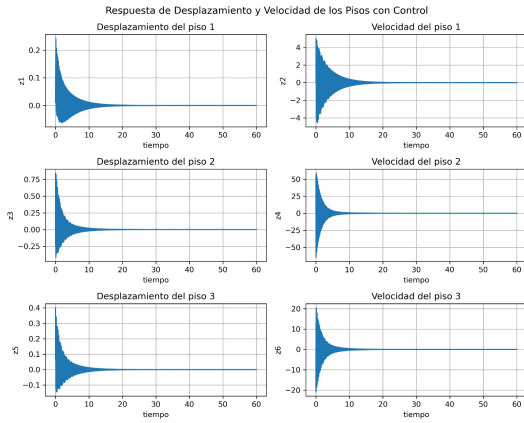 Respuesta de Desplazamiento y Velocidad de los Pisos con Control
Desplazamiento del piso 1
0.2
0.1
0.0
z1
0 10 20 30 40 50 60
tiempo
Velocidad del piso 1
4
2
0
−2
−4
z2
0 10 20 30 40 50 60
tiempo
Desplazamiento del piso 2
0.75
0.50
0.25
0.00
−0.25
z3
0 10 20 30 40 50 60
tiempo
Velocidad del piso 2
50
25
0
−25
−50
z4
0 10 20 30 40 50 60
tiempo
Desplazamiento del piso 3
0.4
0.3
0.2
0.1
0.0
−0.1
z5
0 10 20 30 40 50 60
tiempo
Velocidad del piso 3
20
10
0
−10
−20
z6
0 10 20 30 40 50 60
tiempo